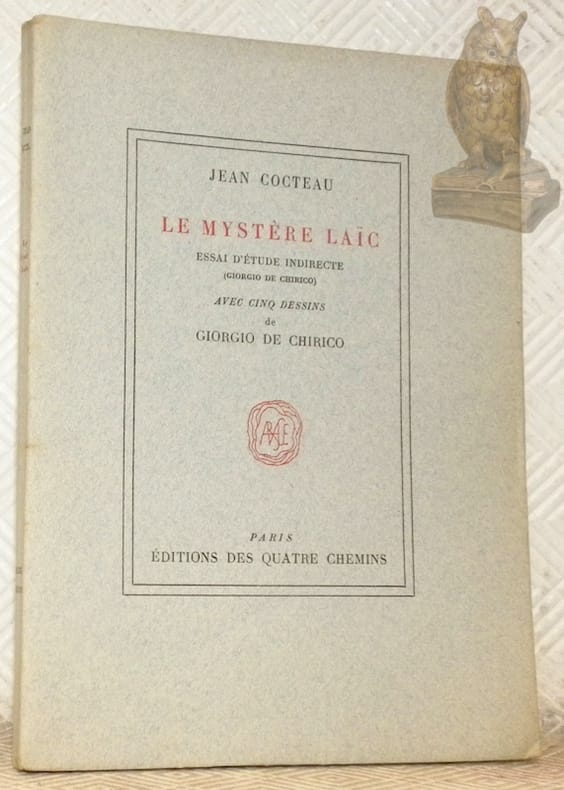 JEAN COCTEAU
LE MYSTÈRE LAÏC
ESSAI D'ÉTUDE INDIRECTE
(GIORGIO DE CHIRICO)
AVEC CINQ DESSINS
de
GIORGIO DE CHIRICO
PARIS
ÉDITIONS DES QUATRE CHEMINS